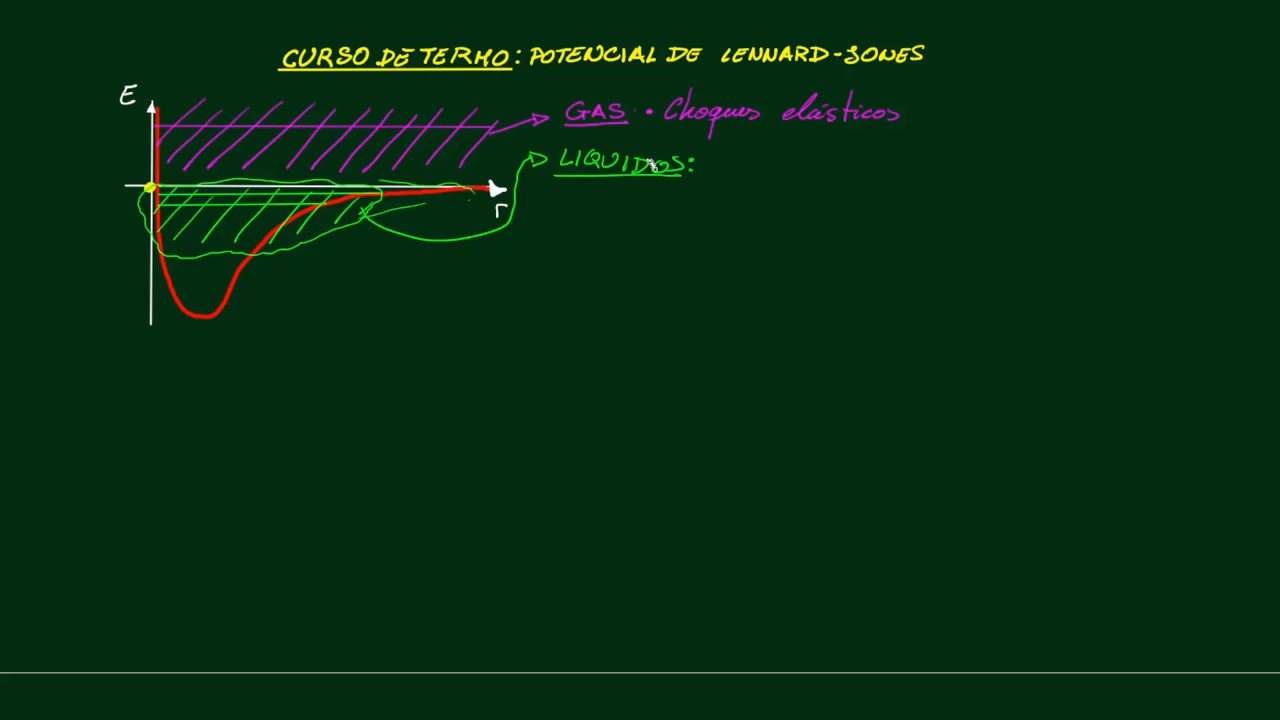 CURSO DE TERMO: POTENCIAL DE LENNARD-JONES
E
GAS • Choques elásticos
LIQUIDOS:
r